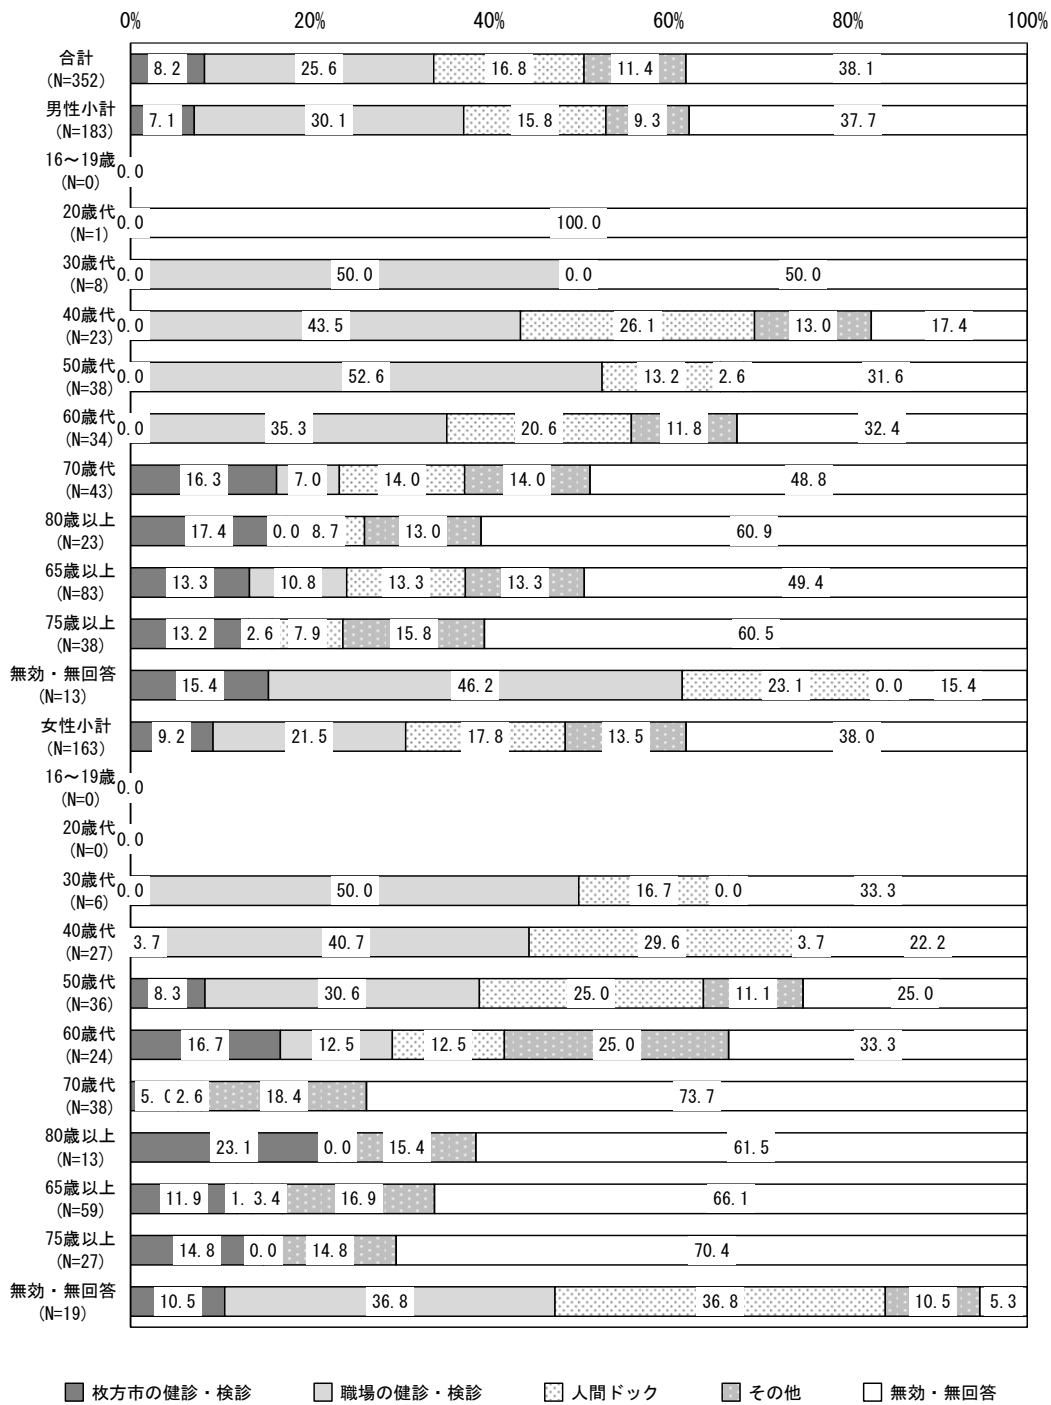 0% 20% 40% 60% 80% 100%
合計
(N=352)
8.2 25.6 16.8 11.4 38.1
男性小計
(N=183)
7.1 30.1 15.8 9.3 37.7
16～19歳
(N=0)
0.0
20歳代
(N=1)
0.0 100.0
30歳代
(N=8)
0.0 50.0 0.0 50.0
40歳代
(N=23)
0.0 43.5 26.1 13.0 17.4
50歳代
(N=38)
0.0 52.6 13.2 2.6 31.6
60歳代
(N=34)
0.0 35.3 20.6 11.8 32.4
70歳代
(N=43)
16.3 7.0 14.0 14.0 48.8
80歳以上
(N=23)
17.4 0.0 8.7 13.0 60.9
65歳以上
(N=83)
13.3 10.8 13.3 13.3 49.4
75歳以上
(N=38)
13.2 2.6 7.9 15.8 60.5
無効・無回答
(N=13)
15.4 46.2 23.1 0.0 15.4
女性小計
(N=163)
9.2 21.5 17.8 13.5 38.0
16～19歳
(N=0)
0.0
20歳代
(N=0)
0.0
30歳代
(N=6)
0.0 50.0 16.7 0.0 33.3
40歳代
(N=27)
3.7 40.7 29.6 3.7 22.2
50歳代
(N=36)
8.3 30.6 25.0 11.1 25.0
60歳代
(N=24)
16.7 12.5 12.5 25.0 33.3
70歳代
(N=38)
2.6 18.4 73.7
80歳以上
(N=13)
23.1 0.0 15.4 61.5
65歳以上
(N=59)
11.9 1. 3.4 16.9 66.1
75歳以上
(N=27)
14.8 0.0 14.8 70.4
無効・無回答
(N=19)
10.5 36.8 36.8 10.5 5.3
枚方市の健診・検診 職場の健診・検診 人間ドック その他 無効・無回答